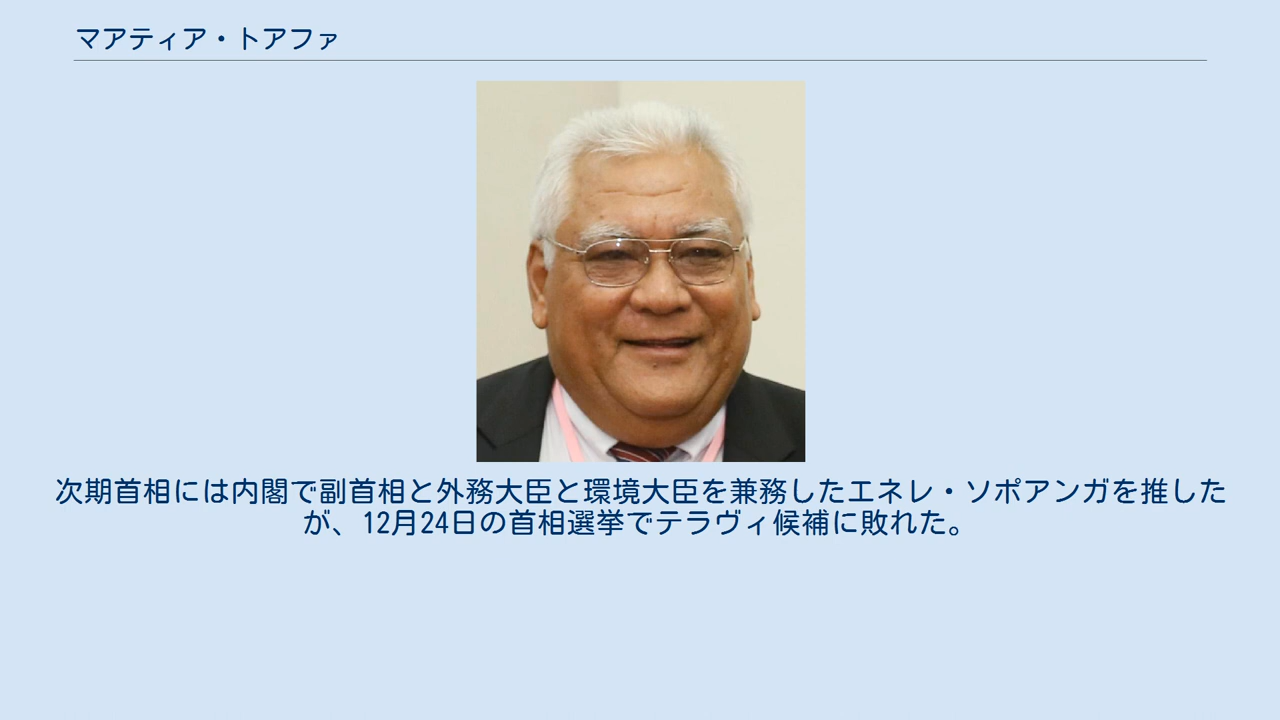 マアティア・トアファ
次期首相には内閣で副首相と外務大臣と環境大臣を兼務したエネレ・ソポアンガを推した
が、12月24日の首相選挙でテラヴィ候補に敗れた。